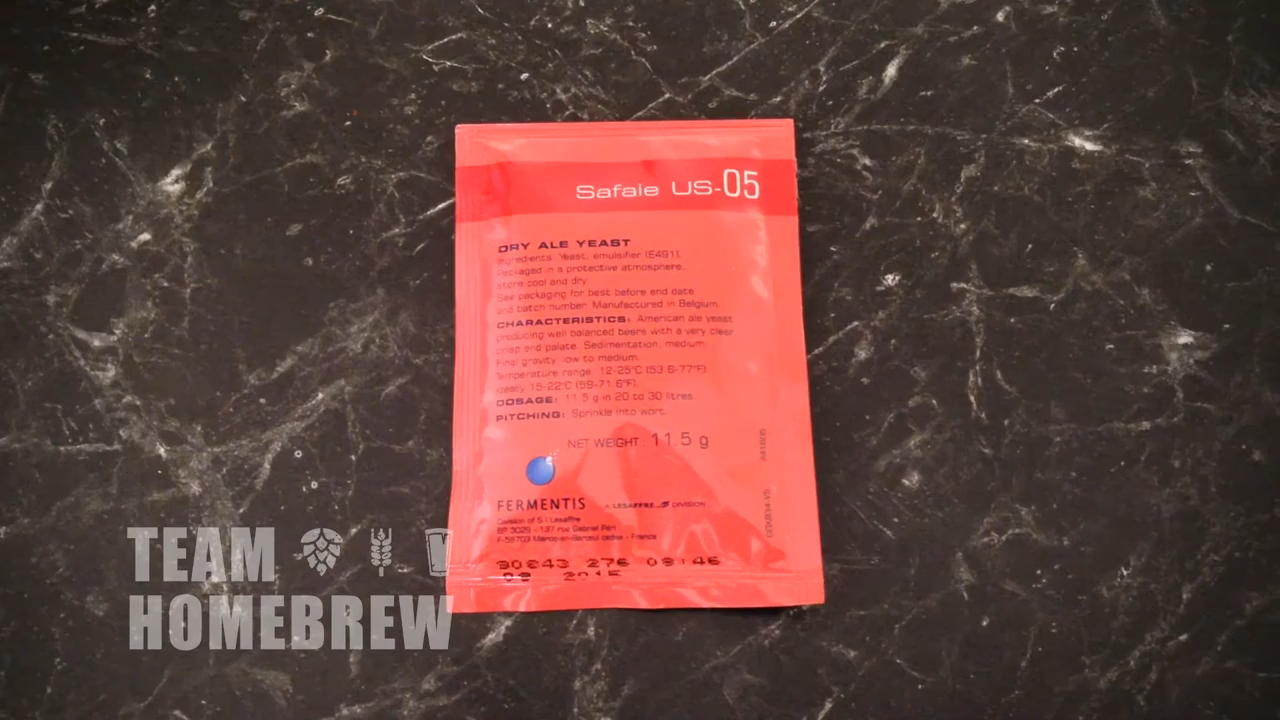 Safale US-05
DRY ALE YEAST
Ingredients: Yeast, emulsifier (E491).
Packaged in a protective atmosphere,
store cool and dry.
See packaging for best before end date
and batch number. Manufactured in Belgium.
CHARACTERISTICS: American ale yeast
producing well balanced beers with a very clear
crisp end palate. Sedimentation: medium.
Final gravity: low to medium.
Temperature range: 12-25°C (53.6-77°F)
ideally 15-22°C (59-71.6°F).
DOSAGE: 11.5 g in 20 to 30 litres.
PITCHING: Sprinkle into wort.
NET WEIGHT: 11.5 g
FERMENTIS A LESAFFRE DIVISION
Division of S.I.Lesaffre
BP 3029 - 137 rue Gabriel Péri
F-59703 Marcq-en-Baroeul cedex - France
30843 276 08:46
09 2015
TEAM
HOMEBREW